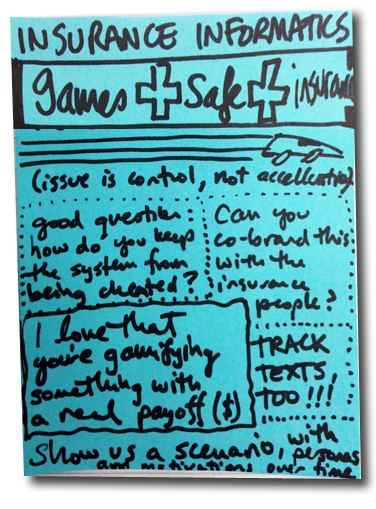 INSURANCE INFORMATICS
games + Safe + insurance
(issue is control, not accelleration)
good question:
how do you keep
the system from
being cheated?
Can you
co-brand this
with the
insurance
people?
I love that
you're gamifying
something with
a real payoff ($)
TRACK
TEXTS
TOO!!!
Show us a scenario, with personas
and motivations over time